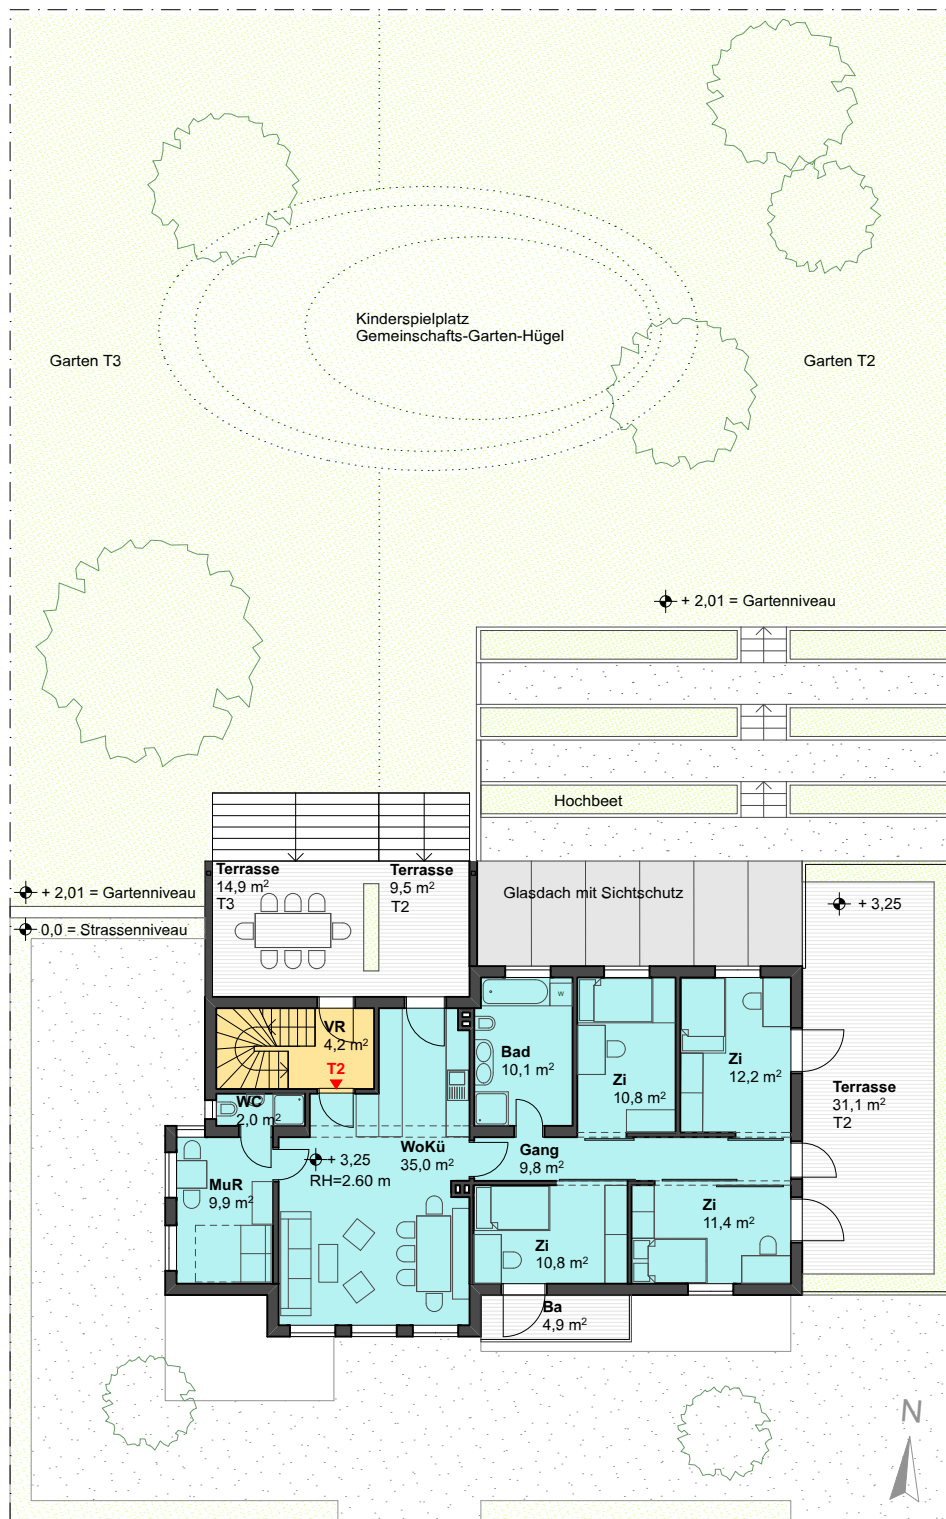 Kinderspielplatz
Gemeinschafts-Garten-Hügel
Garten T3
Garten T2
+ 2,01 = Gartenniveau
Hochbeet
Terrasse
14,9 m²
T3
Terrasse
9,5 m²
T2
Glasdach mit Sichtschutz
+ 2,01 = Gartenniveau
0,0 = Strassenniveau
+ 3,25
W
VR
4,2 m²
T2
Bad
10,1 m²
Zi
10,8 m²
Zi
12,2 m²
Terrasse
31,1 m²
T2
WC
2,0 m²
WoKü
35,0 m²
+ 3,25
RH=2.60 m
Gang
9,8 m²
MuR
9,9 m²
Zi
10,8 m²
Zi
11,4 m²
Ba
4,9 m²
N